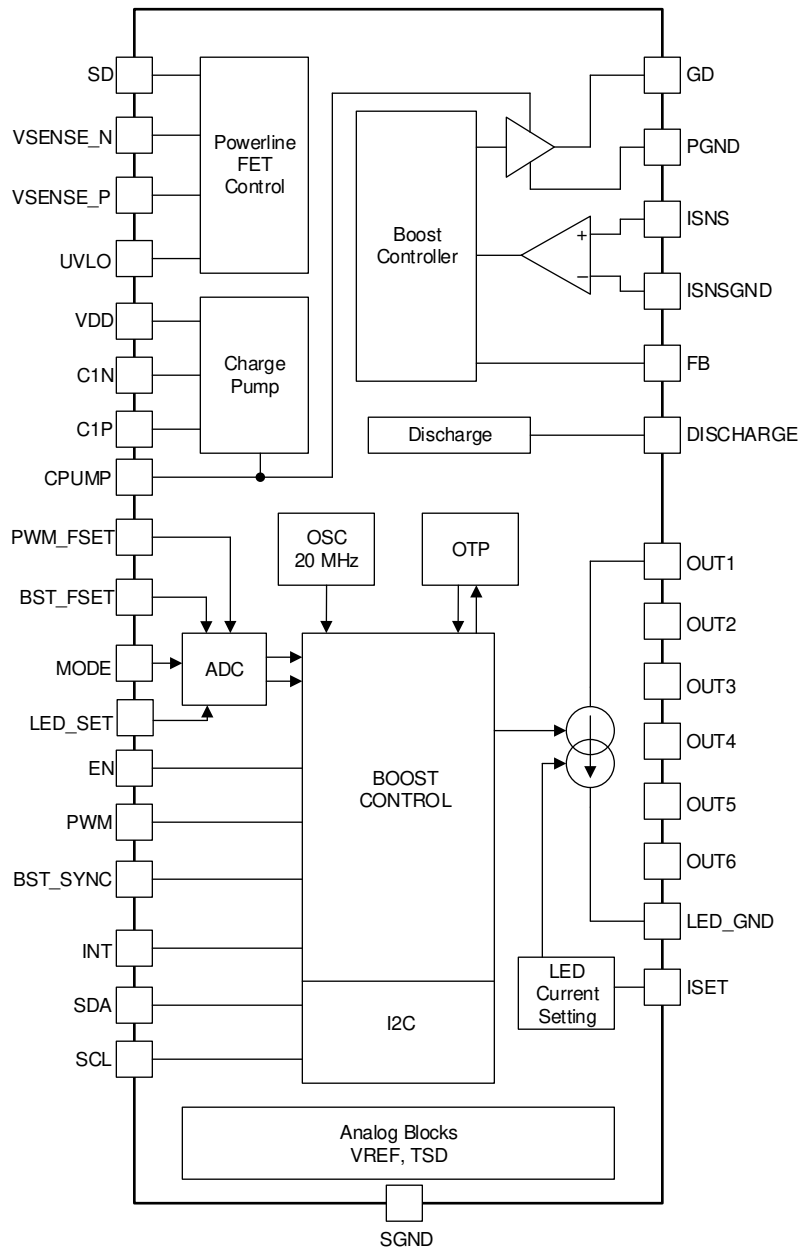 SD
VSENSE_N
VSENSE_P
UVLO
VDD
C1N
C1P
CPUMP
PWM_FSET
BST_FSET
MODE
LED_SET
EN
PWM
BST_SYNC
INT
SDA
SCL
Powerline
FET
Control
Charge
Pump
Boost
Controller
+
−
Discharge
OSC
20 MHz
OTP
ADC
BOOST
CONTROL
I2C
LED
Current
Setting
Analog Blocks
VREF, TSD
GD
PGND
ISNS
ISNSGND
FB
DISCHARGE
OUT1
OUT2
OUT3
OUT4
OUT5
OUT6
LED_GND
ISET
SGND